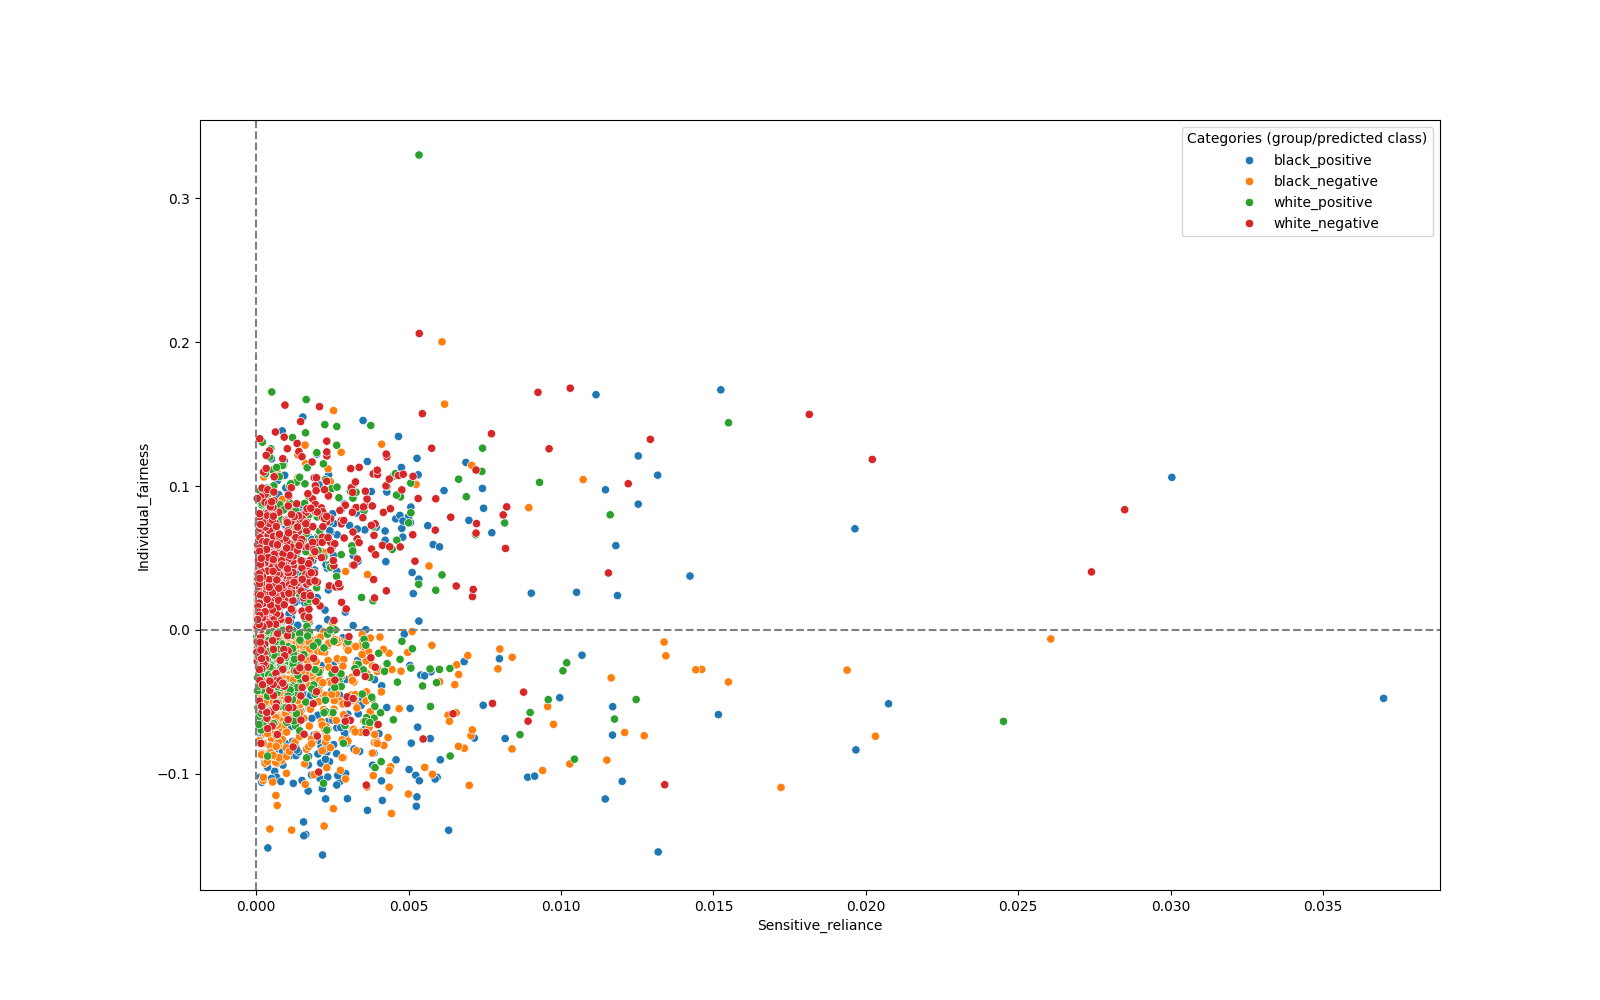 Categories (group/predicted class)
black_positive
black_negative
white_positive
white_negative
0.3
0.2
0.1
0.0
−0.1
Individual_fairness
0.000
0.005
0.010
0.015
0.020
0.025
0.030
0.035
Sensitive_reliance